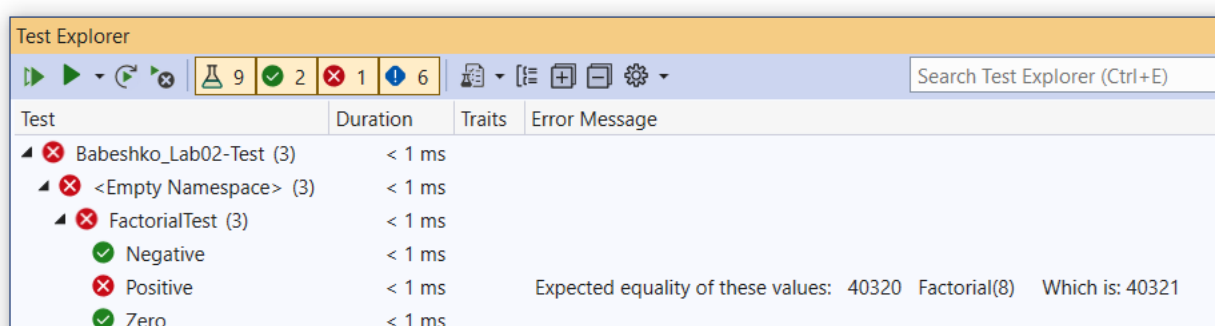 Test Explorer
9 2 1 6 Search Test Explorer (Ctrl+E)
Test Duration Traits Error Message
Babeshko_Lab02-Test (3) < 1 ms
<Empty Namespace> (3) < 1 ms
FactorialTest (3) < 1 ms
Negative < 1 ms
Positive < 1 ms Expected equality of these values: 40320 Factorial(8) Which is: 40321
Zero < 1 ms